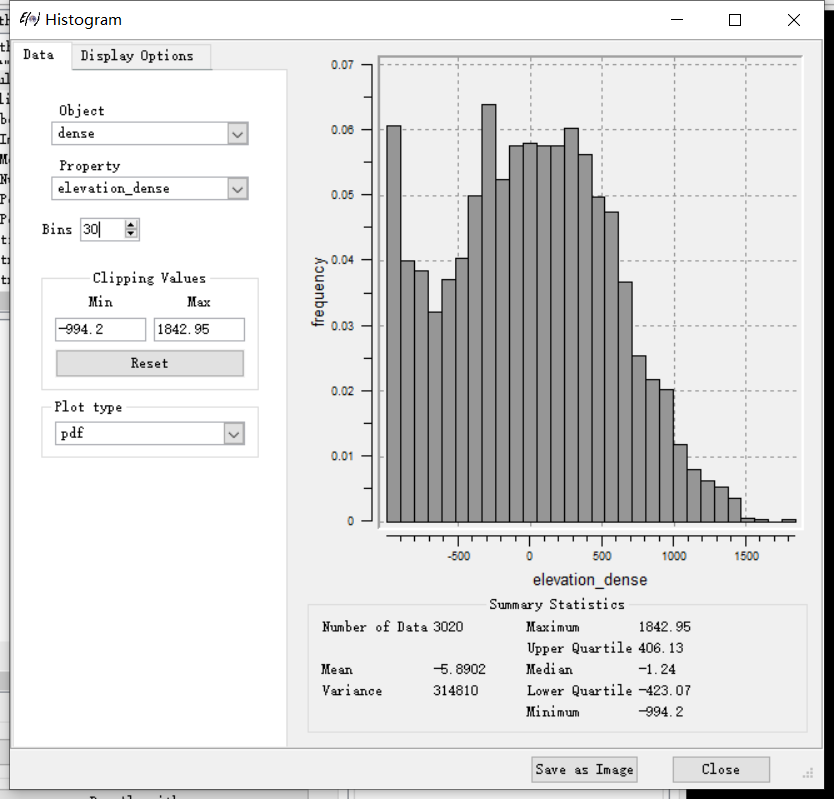 E(∞) Histogram
Data
Display Options
Object
dense
Property
elevation_dense
Bins 30
Clipping Values
Min Max
-994.2 1842.95
Reset
Plot type
pdf
0.07
0.06
0.05
0.04
0.03
0.02
0.01
0
frequency
-500 0 500 1000 1500
elevation_dense
Summary Statistics
Number of Data 3020 Maximum 1842.95
Upper Quartile 406.13
Mean -5.8902 Median -1.24
Variance 314810 Lower Quartile -423.07
Minimum -994.2
Save as Image Close